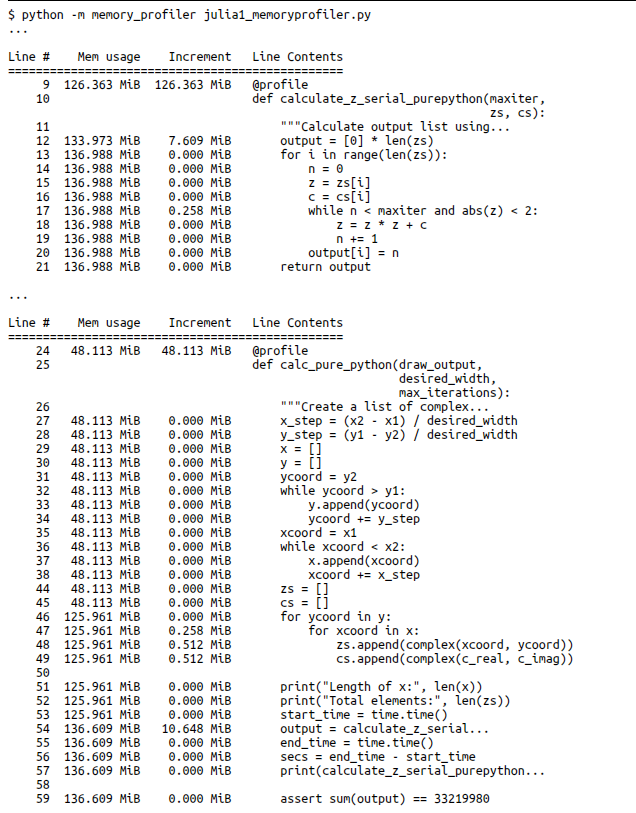 $ python -m memory_profiler julia1_memoryprofiler.py
...
Line #    Mem usage    Increment   Line Contents
================================================
     9  126.363 MiB  126.363 MiB   @profile
    10                             def calculate_z_serial_purepython(maxiter,
                                                                     zs, cs):
    11                                 """Calculate output list using...
    12  133.973 MiB    7.609 MiB       output = [0] * len(zs)
    13  136.988 MiB    0.000 MiB       for i in range(len(zs)):
    14  136.988 MiB    0.000 MiB           n = 0
    15  136.988 MiB    0.000 MiB           z = zs[i]
    16  136.988 MiB    0.000 MiB           c = cs[i]
    17  136.988 MiB    0.258 MiB           while n < maxiter and abs(z) < 2:
    18  136.988 MiB    0.000 MiB               z = z * z + c
    19  136.988 MiB    0.000 MiB               n += 1
    20  136.988 MiB    0.000 MiB           output[i] = n
    21  136.988 MiB    0.000 MiB       return output
...
Line #    Mem usage    Increment   Line Contents
================================================
    24   48.113 MiB   48.113 MiB   @profile
    25                             def calc_pure_python(draw_output,
                                                        desired_width,
                                                        max_iterations):
    26                                 """Create a list of complex...
    27   48.113 MiB    0.000 MiB       x_step = (x2 - x1) / desired_width
    28   48.113 MiB    0.000 MiB       y_step = (y1 - y2) / desired_width
    29   48.113 MiB    0.000 MiB       x = []
    30   48.113 MiB    0.000 MiB       y = []
    31   48.113 MiB    0.000 MiB       ycoord = y2
    32   48.113 MiB    0.000 MiB       while ycoord > y1:
    33   48.113 MiB    0.000 MiB           y.append(ycoord)
    34   48.113 MiB    0.000 MiB           ycoord += y_step
    35   48.113 MiB    0.000 MiB       xcoord = x1
    36   48.113 MiB    0.000 MiB       while xcoord < x2:
    37   48.113 MiB    0.000 MiB           x.append(xcoord)
    38   48.113 MiB    0.000 MiB           xcoord += x_step
    44   48.113 MiB    0.000 MiB       zs = []
    45   48.113 MiB    0.000 MiB       cs = []
    46  125.961 MiB    0.000 MiB       for ycoord in y:
    47  125.961 MiB    0.258 MiB           for xcoord in x:
    48  125.961 MiB    0.512 MiB               zs.append(complex(xcoord, ycoord))
    49  125.961 MiB    0.512 MiB               cs.append(complex(c_real, c_imag))
    50
    51  125.961 MiB    0.000 MiB       print("Length of x:", len(x))
    52  125.961 MiB    0.000 MiB       print("Total elements:", len(zs))
    53  125.961 MiB    0.000 MiB       start_time = time.time()
    54  136.609 MiB   10.648 MiB       output = calculate_z_serial...
    55  136.609 MiB    0.000 MiB       end_time = time.time()
    56  136.609 MiB    0.000 MiB       secs = end_time - start_time
    57  136.609 MiB    0.000 MiB       print(calculate_z_serial_purepython...
    58
    59  136.609 MiB    0.000 MiB       assert sum(output) == 33219980